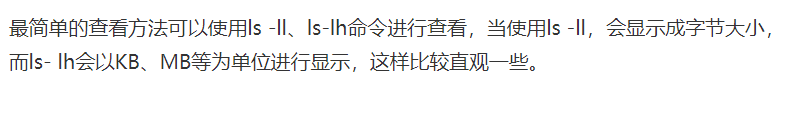 最简单的查看方法可以使用ls -ll、ls-lh命令进行查看，当使用ls -ll，会显示成字节大小，
而ls- lh会以KB、MB等为单位进行显示，这样比较直观一些。